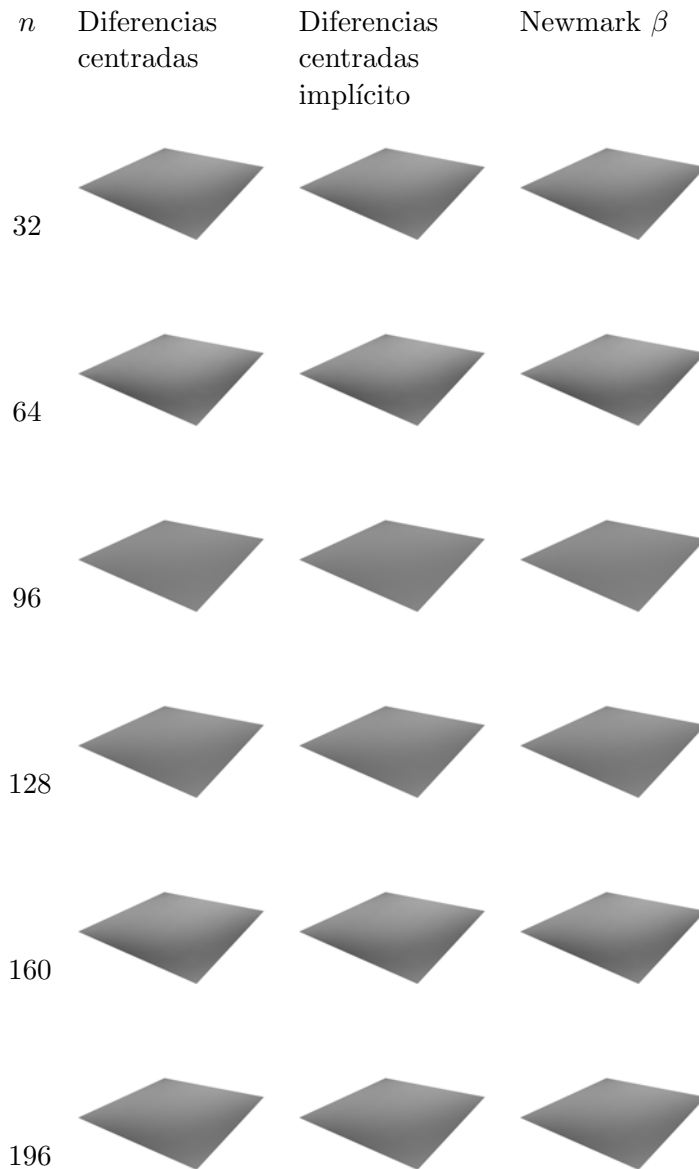 n Diferencias Diferencias Newmark β
centradas centradas
implícito
32
64
96
128
160
196